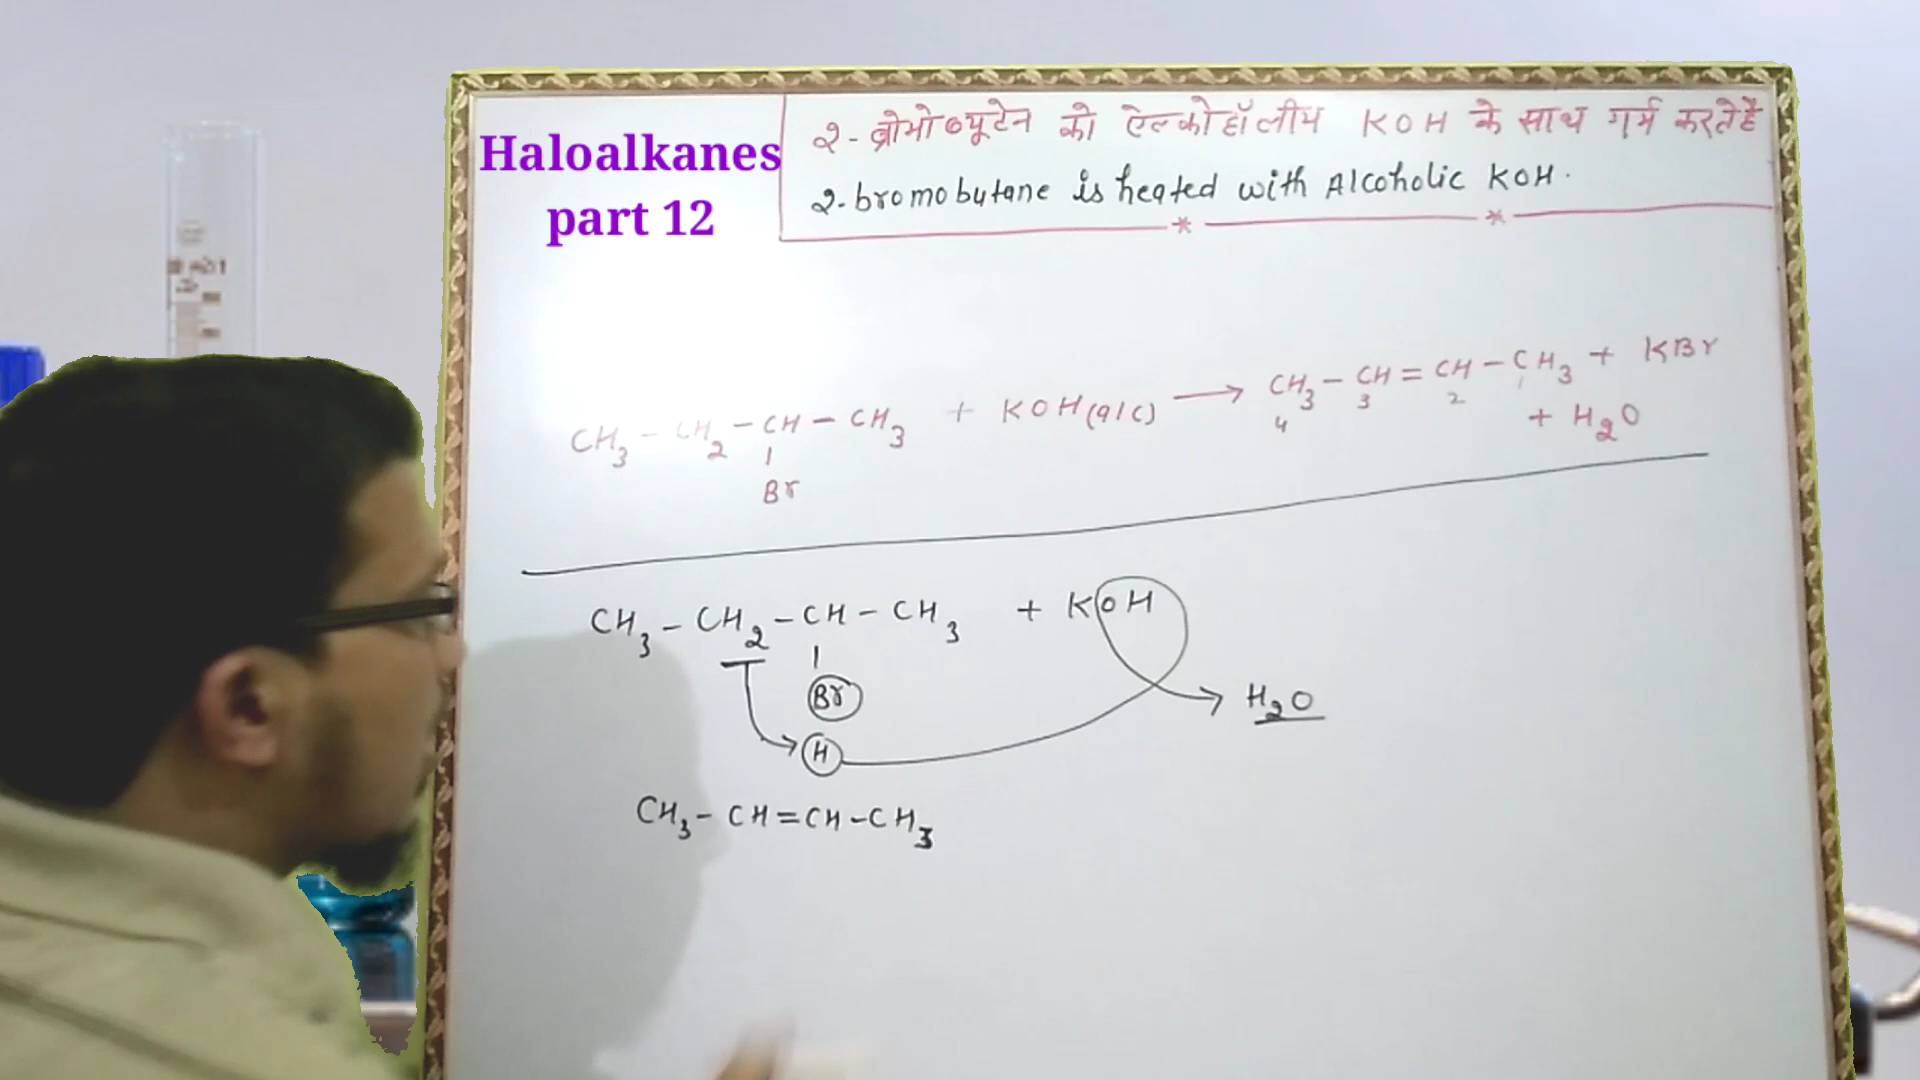 Haloalkanes
part 12
2-ब्रोमोब्यूटेन को ऐल्कोहॉलीय KOH के साथ गर्म करते हैं
2-bromobutane is heated with Alcoholic KOH.
CH3 - CH2 - CH - CH3 + KOH(alc) → CH3 - CH = CH - CH3 + KBr
4 3 2 1
+ H2O
Br
CH3 - CH2 - CH - CH3 + KOH
Br
H2O
H
CH3 - CH = CH - CH3